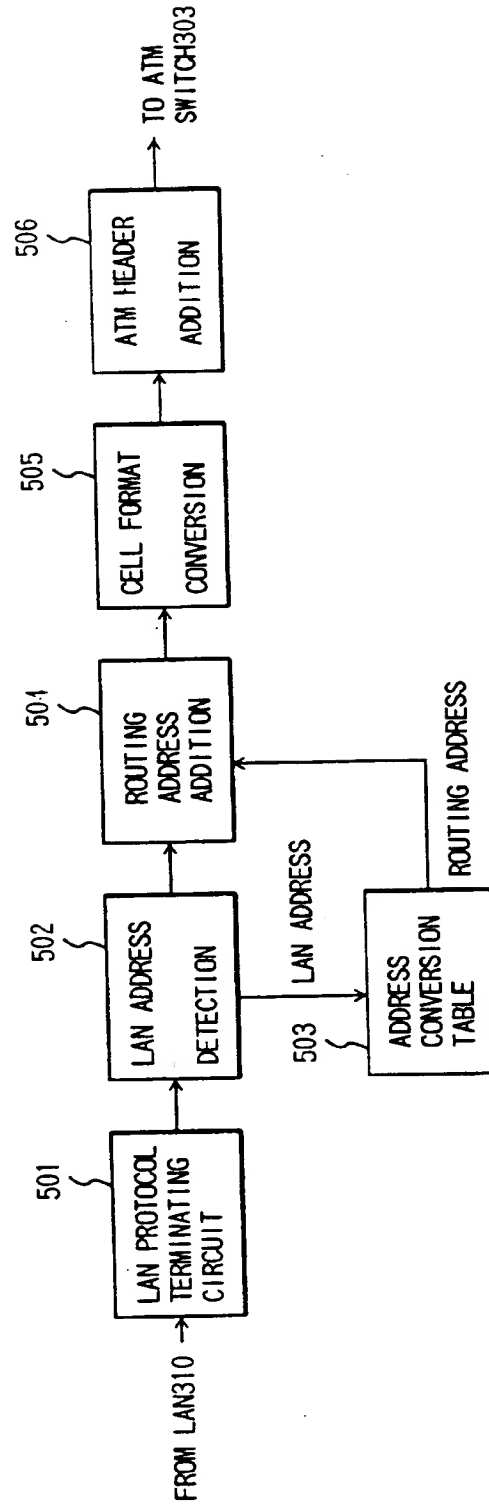 FROM LAN310
501
LAN PROTOCOL
TERMINATING
CIRCUIT
502
LAN ADDRESS
DETECTION
LAN ADDRESS
503
ADDRESS
CONVERSION
TABLE
ROUTING ADDRESS
504
ROUTING
ADDRESS
ADDITION
505
CELL FORMAT
CONVERSION
506
ATM HEADER
ADDITION
TO ATM
SWITCH303